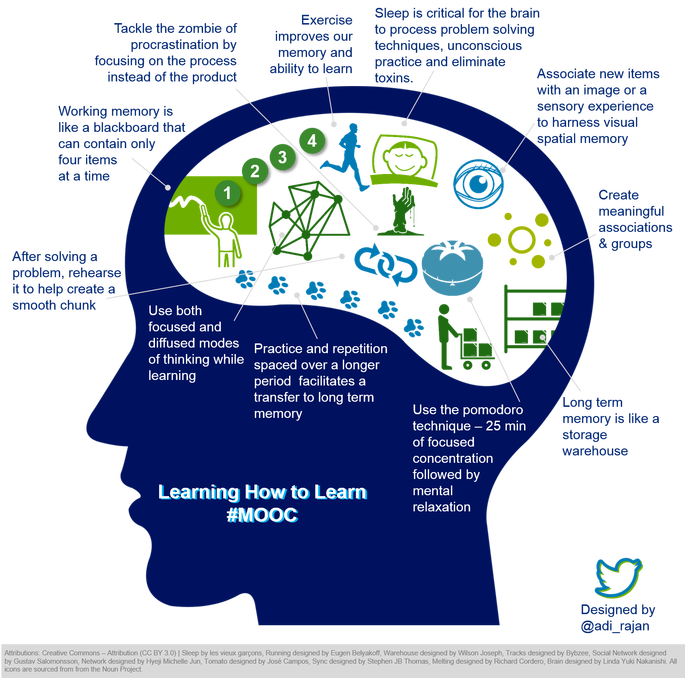 Tackle the zombie of
procrastination by
focusing on the process
instead of the product
Exercise
improves our
memory and
ability to learn
Sleep is critical for the brain
to process problem solving
techniques, unconscious
practice and eliminate
toxins.
Associate new items
with an image or a
sensory experience
to harness visual
spatial memory
Working memory is
like a blackboard that
can contain only
four items
at a time
1
2
3
4
Create
meaningful
associations
& groups
After solving a
problem, rehearse
it to help create a
smooth chunk
Use both
focused and
diffused modes
of thinking while
learning
Practice and repetition
spaced over a longer
period facilitates a
transfer to long term
memory
Use the pomodoro
technique – 25 min
of focused
concentration
followed by
mental
relaxation
Long term
memory is like a
storage
warehouse
Learning How to Learn
#MOOC
Designed by
@adi_rajan
Attributions: Creative Commons – Attribution (CC BY 3.0) | Sleep by les vieux garçons, Running designed by Eugen Belyakoff, Warehouse designed by Wilson Joseph, Tracks designed by Bybzee, Social Network designed
by Gustav Salomonsson, Network designed by Hyeji Michelle Jun, Tomato designed by José Campos, Sync designed by Stephen JB Thomas, Melting designed by Richard Cordero, Brain designed by Linda Yuki Nakanishi. All
icons are sourced from from the Noun Project.